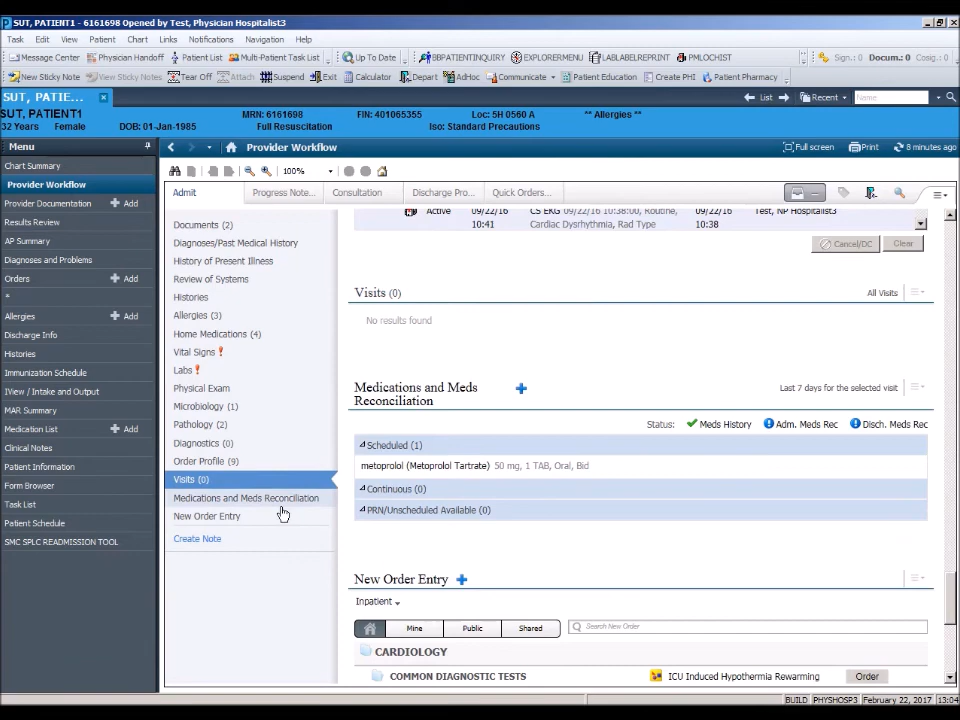 SUT, PATIENT1 - 6161698 Opened by Test, Physician Hospitalist3
Task Edit View Patient Chart Links Notifications Navigation Help
Message Center Physician Handoff Patient List Multi-Patient Task List Up To Date BBPATIENTINQUIRY EXPLORERMENU LABLABELREPRINT PMLOCHIST Sign.: 0 Docum.: 0 Cosig.: 0
New Sticky Note View Sticky Notes Tear Off Attach Suspend Exit Calculator Depart AdHoc Communicate Patient Education Create PHI Patient Pharmacy
SUT, PATIE... List Recent Name
SUT, PATIENT1 MRN: 6161698 FIN: 401065355 Loc: 5H 0560 A ** Allergies **
32 Years Female DOB: 01-Jan-1985 Full Resuscitation Iso: Standard Precautions
Menu
Provider Workflow Full screen Print 8 minutes ago
100%
Chart Summary
Provider Workflow
Provider Documentation Add
Results Review
AP Summary
Diagnoses and Problems
Orders Add
*
Allergies Add
Discharge Info
Histories
Immunization Schedule
IView / Intake and Output
MAR Summary
Medication List Add
Clinical Notes
Patient Information
Form Browser
Task List
Patient Schedule
SMC SPLC READMISSION TOOL
Admit Progress Note... Consultation Discharge Pro... Quick Orders...
Documents (2)
Diagnoses/Past Medical History
History of Present Illness
Review of Systems
Histories
Allergies (3)
Home Medications (4)
Vital Signs
Labs
Physical Exam
Microbiology (1)
Pathology (2)
Diagnostics (0)
Order Profile (9)
Visits (0)
Medications and Meds Reconciliation
New Order Entry
Create Note
Active 09/22/16 CS EKG 09/22/16 10:38:00, Routine, 09/22/16 Test, NP Hospitalist3
10:41 Cardiac Dysrhythmia, Rad Type 10:38
Cancel/DC Clear
Visits (0) All Visits
No results found
Medications and Meds
Reconciliation
Last 7 days for the selected visit
Status: Meds History Adm. Meds Rec Disch. Meds Rec
Scheduled (1)
metoprolol (Metoprolol Tartrate) 50 mg, 1 TAB, Oral, Bid
Continuous (0)
PRN/Unscheduled Available (0)
New Order Entry
Inpatient
Mine Public Shared Search New Order
CARDIOLOGY
COMMON DIAGNOSTIC TESTS ICU Induced Hypothermia Rewarming Order
BUILD PHYSHOSP3 February 22, 2017 13:04